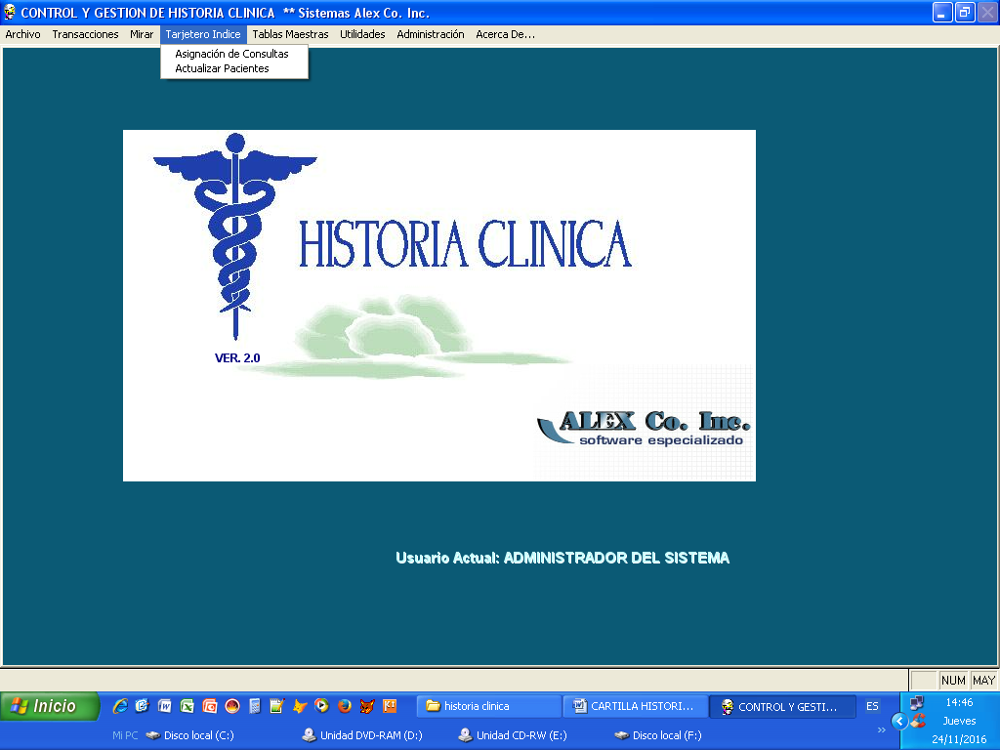 CONTROL Y GESTION DE HISTORIA CLINICA ** Sistemas Alex Co. Inc.
Archivo Transacciones Mirar Tarjetero Indice Tablas Maestras Utilidades Administración Acerca De...
Asignación de Consultas
Actualizar Pacientes
HISTORIA CLINICA
VER. 2.0
ALEX Co. Inc.
software especializado
Usuario Actual: ADMINISTRADOR DEL SISTEMA
NUM MAY
Inicio historia clinica CARTILLA HISTORI... CONTROL Y GESTI... ES 14:46
Jueves
Mi PC Disco local (C:) Unidad DVD-RAM (D:) Unidad CD-RW (E:) Disco local (F:) 24/11/2016